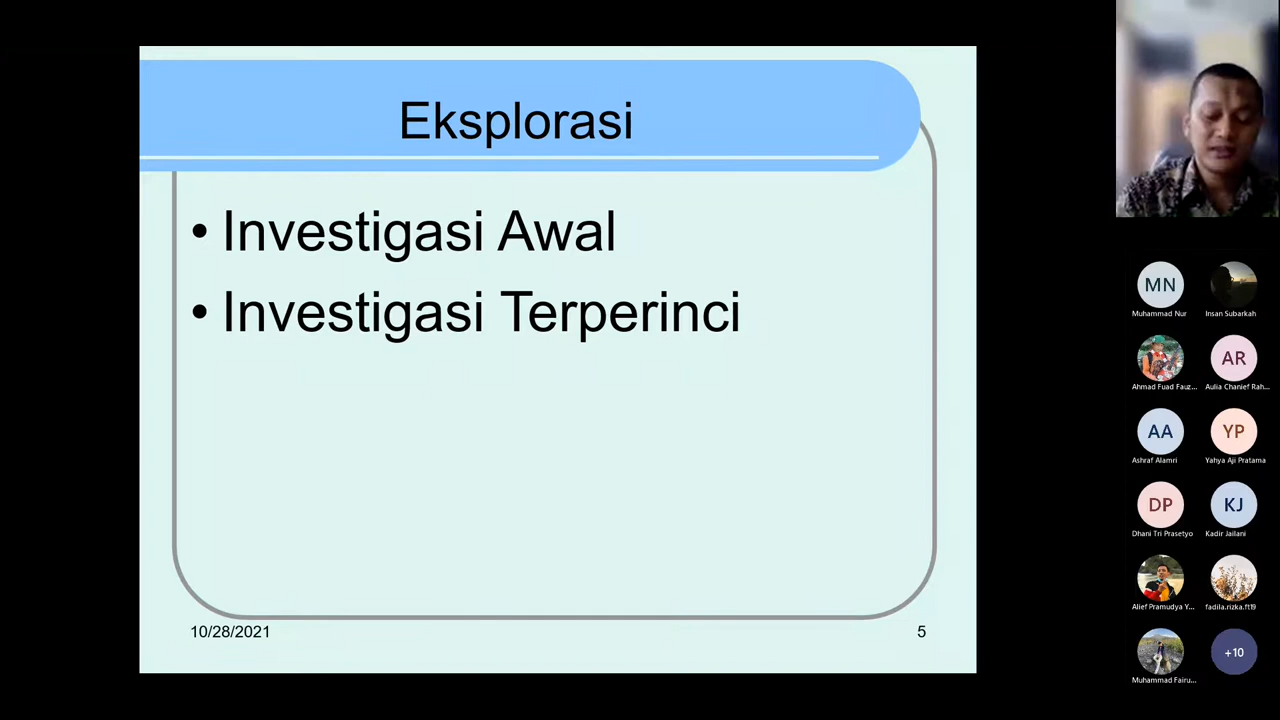 Eksplorasi
• Investigasi Awal
• Investigasi Terperinci
10/28/2021
5
MN
Muhammad Nur
Insan Subarkah
Ahmad Fuad Fauz...
AR
Aulia Chanief Rah...
AA
Ashraf Alamri
YP
Yahya Aji Pratama
DP
Dhani Tri Prasetyo
KJ
Kadir Jailani
Alief Pramudya Y...
fadila.rizka.ft19
Muhammad Fairu...
+10